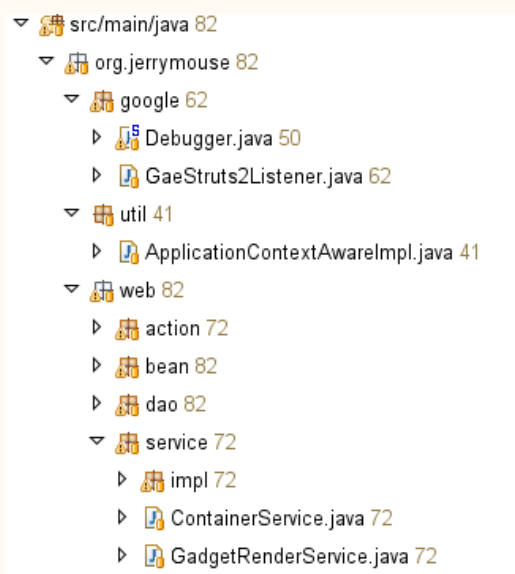 src/main/java 82
org.jerrymouse 82
google 62
Debugger.java 50
GaeStruts2Listener.java 62
util 41
ApplicationContextAwareImpl.java 41
web 82
action 72
bean 82
dao 82
service 72
impl 72
ContainerService.java 72
GadgetRenderService.java 72